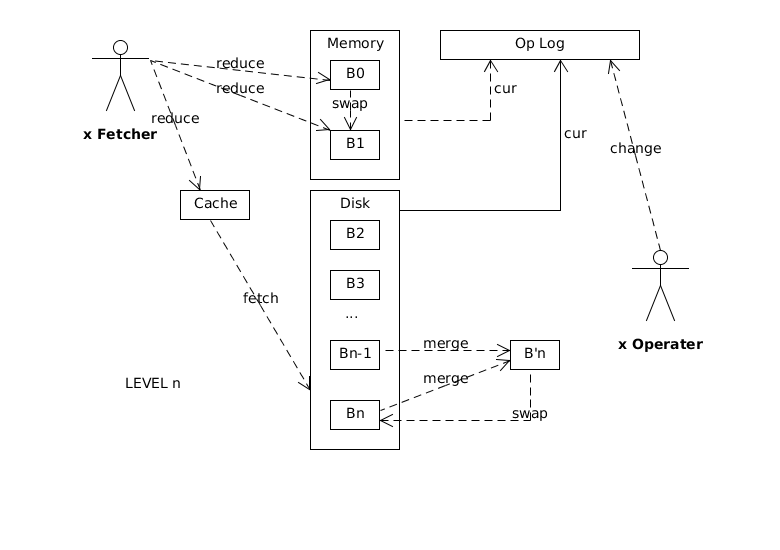 Memory
Op Log
reduce
B0
reduce
cur
swap
reduce
x Fetcher
B1
cur
change
Cache
Disk
B2
B3
fetch
...
x Operater
Bn-1
merge
B'n
merge
LEVEL n
Bn
swap